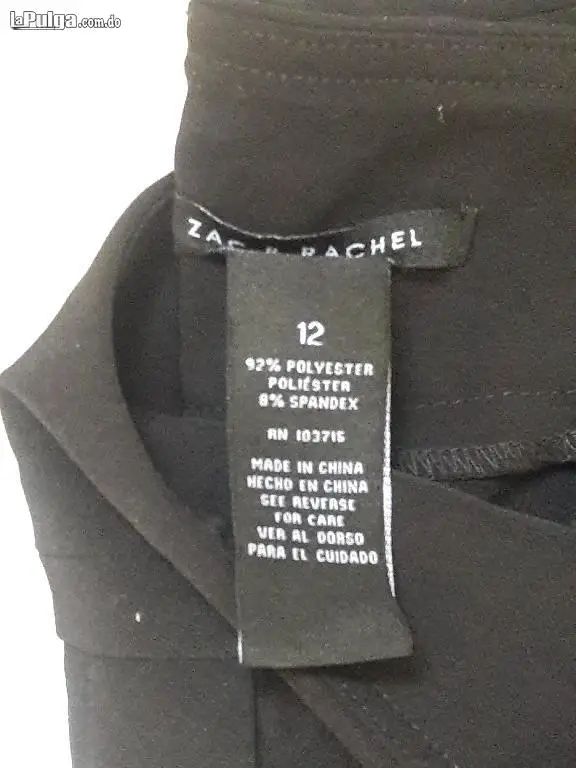 laPulga.com.do
ZAC & RACHEL
12
92% POLYESTER
POLIÉSTER
8% SPANDEX
RN 103715
MADE IN CHINA
HECHO EN CHINA
SEE REVERSE
FOR CARE
VER AL DORSO
PARA EL CUIDADO